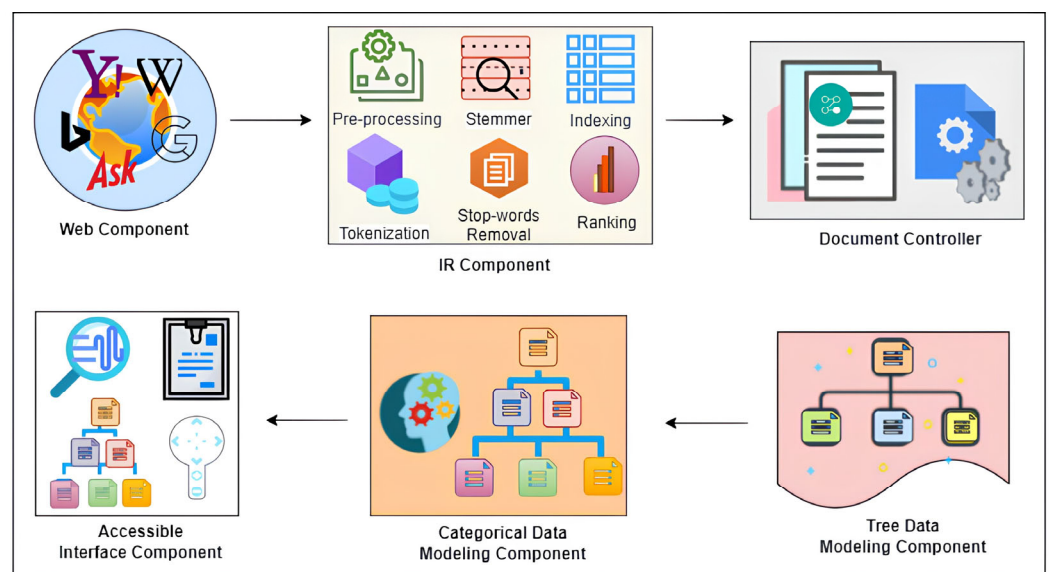 Y!
W
b
G
Ask
Web Component
Pre-processing
Stemmer
Indexing
Tokenization
Stop-words
Removal
Ranking
IR Component
Document Controller
Accessible
Interface Component
Categorical Data
Modeling Component
Tree Data
Modeling Component